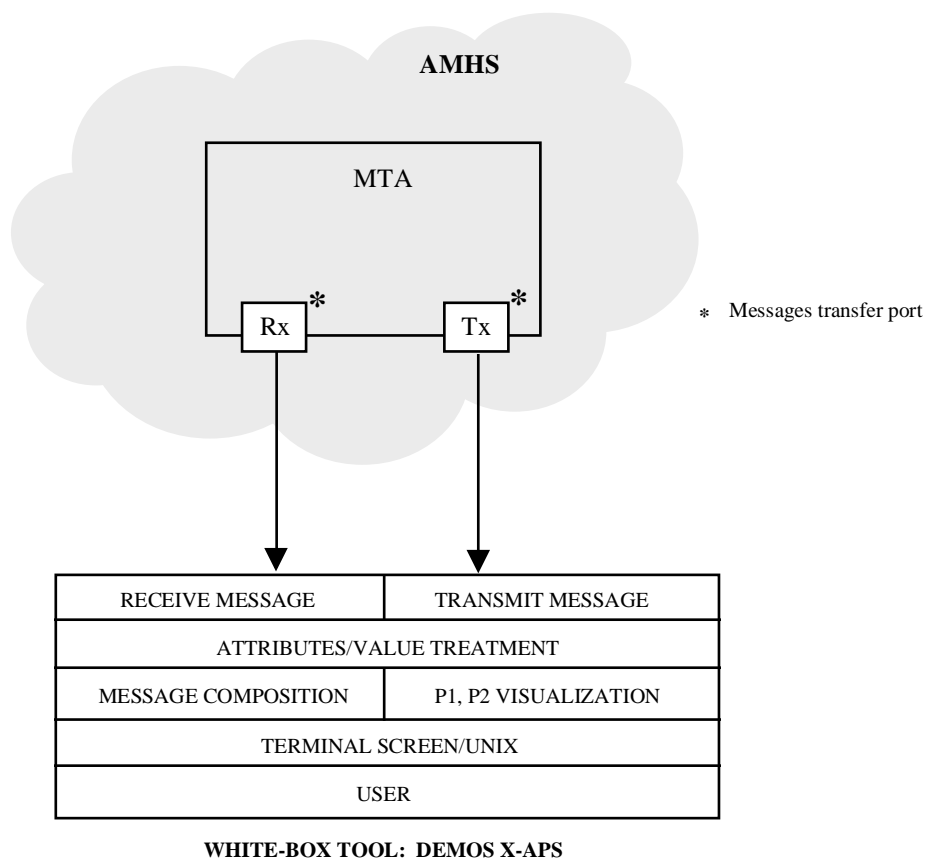 AMHS
MTA
* *
Rx Tx
* Messages transfer port
RECEIVE MESSAGE TRANSMIT MESSAGE
ATTRIBUTES/VALUE TREATMENT
MESSAGE COMPOSITION P1, P2 VISUALIZATION
TERMINAL SCREEN/UNIX
USER
WHITE-BOX TOOL: DEMOS X-APS